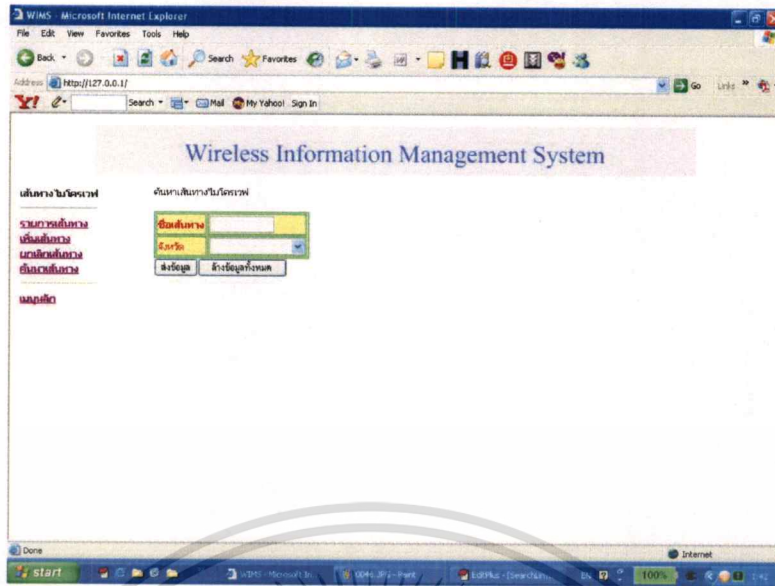 WIMS - Microsoft Internet Explorer
File Edit View Favorites Tools Help
Back Search Favorites
Address http://127.0.0.1/ Go Links
Y! Search Mail My Yahoo! Sign In
Wireless Information Management System
เส้นทางไมโครเวฟ
รายการเส้นทาง
เพิ่มเส้นทาง
ยกเลิกเส้นทาง
ค้นหาเส้นทาง
เมนูหลัก
ค้นหาเส้นทางไมโครเวฟ
ชื่อเส้นทาง
จังหวัด
ส่งข้อมูล ล้างข้อมูลทั้งหมด
Done Internet
start WIMS - Microsoft In... 0046.JPG - Paint EN 100%